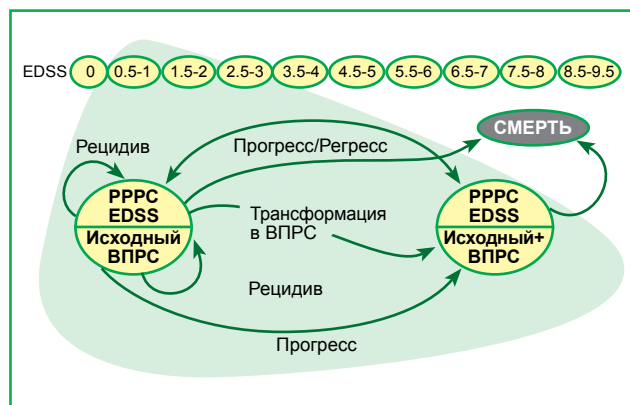 EDSS 0 0.5-1 1.5-2 2.5-3 3.5-4 4.5-5 5.5-6 6.5-7 7.5-8 8.5-9.5
СМЕРТЬ
Рецидив
Прогресс/Регресс
РРРС
EDSS
Исходный
ВПРС
Трансформация
в ВПРС
РРРС
EDSS
Исходный+
ВПРС
Рецидив
Прогресс